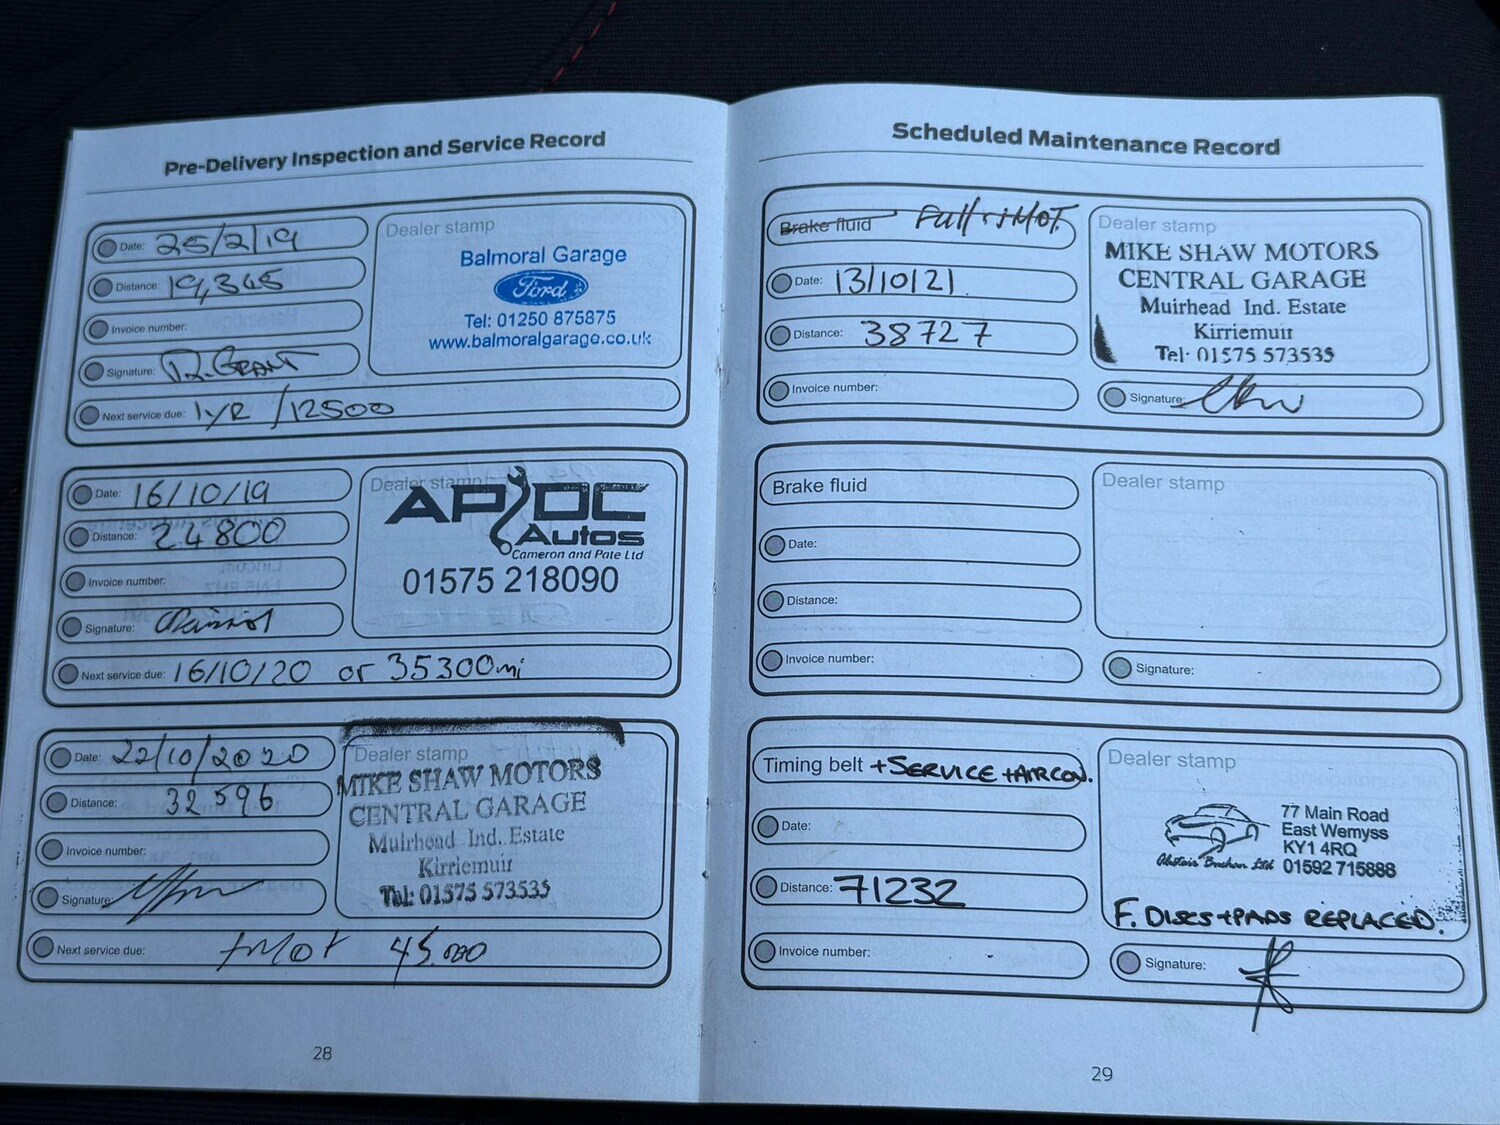 Pre-Delivery Inspection and Service Record
Date: 25/2/19
Distance: 19,365
Invoice number:
Signature: D. GRANT
Next service due: 1yR /12500
Dealer stamp
Balmoral Garage
Ford
Tel: 01250 875875
www.balmoralgarage.co.uk
Date: 16/10/19
Distance: 24800
Invoice number:
Signature:
Next service due: 16/10/20 or 35300mi
Dealer stamp
APDC
Autos
Cameron and Pate Ltd
01575 218090
Date: 22/10/2020
Distance: 32596
Invoice number:
Signature:
Next service due: +MOT 45.000
Dealer stamp
MIKE SHAW MOTORS
CENTRAL GARAGE
Muirhead Ind. Estate
Kirriemuir
Tel: 01575 573535
28
Scheduled Maintenance Record
Brake fluid Full + MOT.
Date: 13/10/21
Distance: 38727
Invoice number:
Dealer stamp
MIKE SHAW MOTORS
CENTRAL GARAGE
Muirhead Ind. Estate
Kirriemuir
Tel: 01575 573535
Signature:
Brake fluid
Date:
Distance:
Invoice number:
Dealer stamp
Signature:
Timing belt + SERVICE + AIRCON.
Date:
Distance: 71232
Invoice number:
Dealer stamp
77 Main Road
East Wemyss
KY1 4RQ
01592 715888
F. DISCS + PADS REPLACED.
Signature:
29